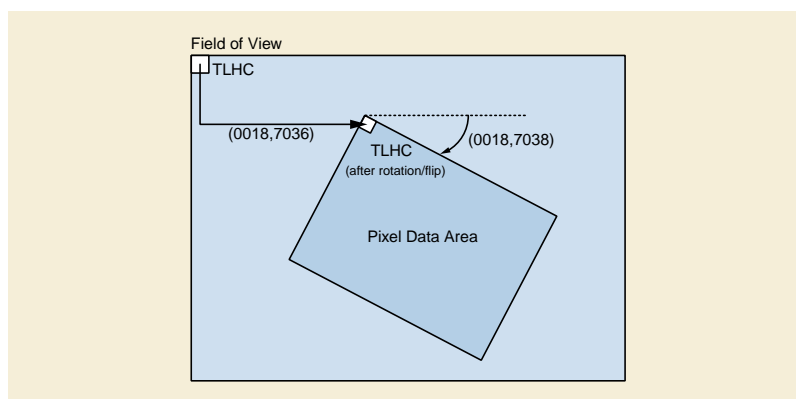 Field of View
TLHC
(0018,7036)
(0018,7038)
TLHC
(after rotation/flip)
Pixel Data Area